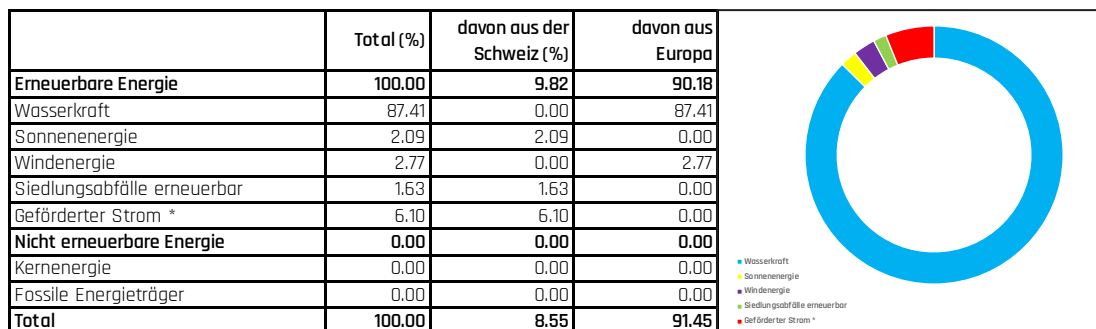 Total (%) davon aus der Schweiz (%) davon aus Europa
Erneuerbare Energie 100.00 9.82 90.18
Wasserkraft 87.41 0.00 87.41
Sonnenenergie 2.09 2.09 0.00
Windenergie 2.77 0.00 2.77
Siedlungsabfälle erneuerbar 1.63 1.63 0.00
Geförderter Strom * 6.10 6.10 0.00
Nicht erneuerbare Energie 0.00 0.00 0.00
Kernenergie 0.00 0.00 0.00
Fossile Energieträger 0.00 0.00 0.00
Total 100.00 8.55 91.45
Wasserkraft
Sonnenenergie
Windenergie
Siedlungsabfälle erneuerbar
Geförderter Strom *